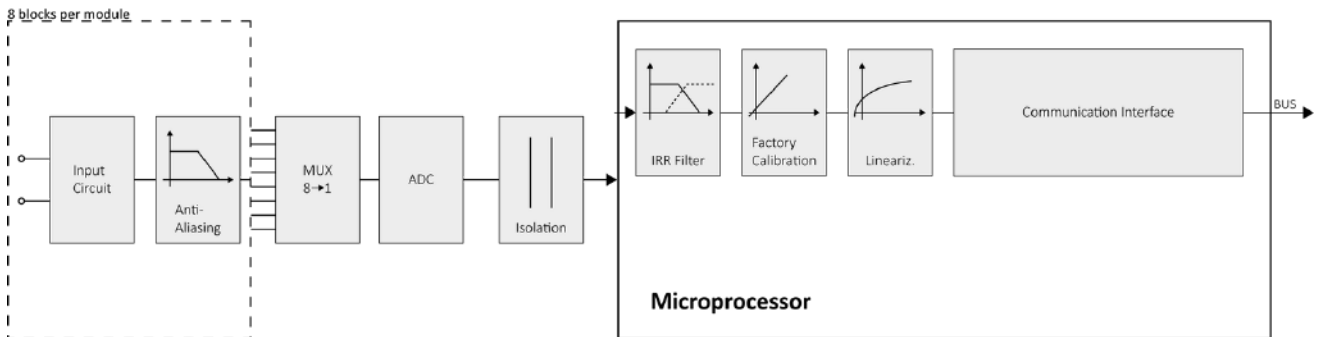 8 blocks per module
Input
Circuit
Anti-
Aliasing
MUX
8→1
ADC
Isolation
IRR Filter
Factory
Calibration
Lineariz.
Communication Interface
BUS
Microprocessor